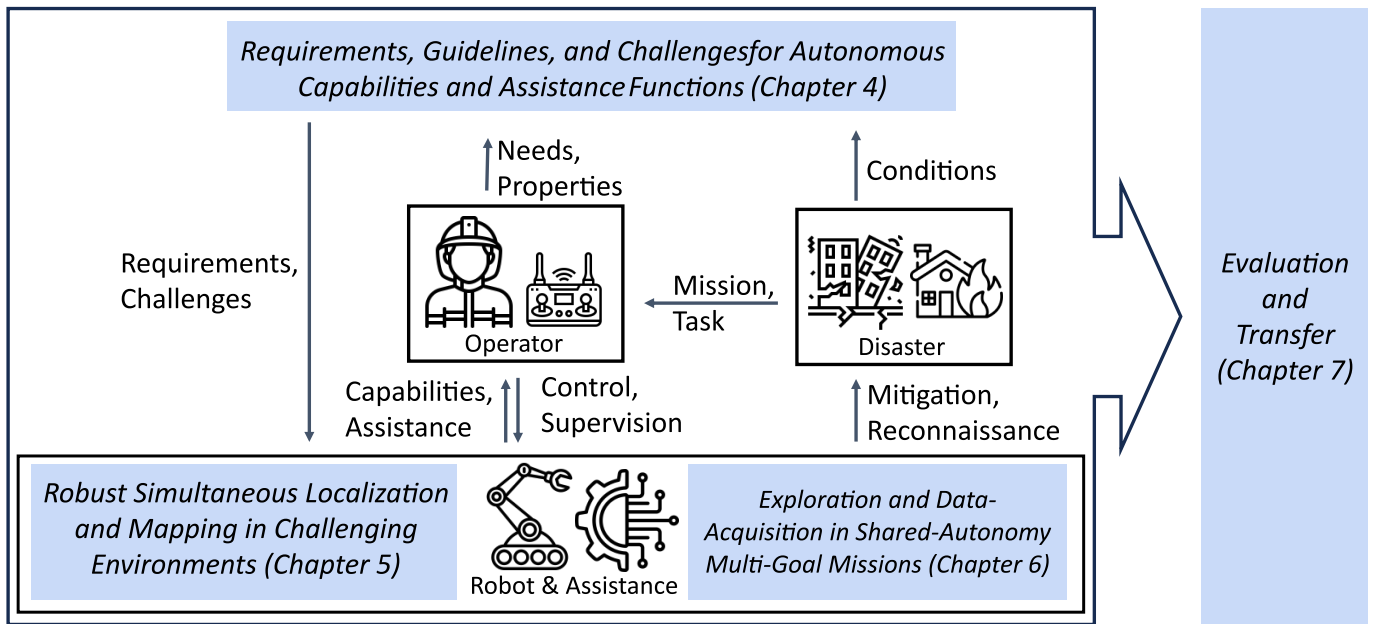 Requirements, Guidelines, and Challengesfor Autonomous
Capabilities and Assistance Functions (Chapter 4)
Needs,
Properties
Conditions
Requirements,
Challenges
Operator
Mission,
Task
Disaster
Capabilities,
Assistance
Control,
Supervision
Mitigation,
Reconnaissance
Robust Simultaneous Localization
and Mapping in Challenging
Environments (Chapter 5)
Robot & Assistance
Exploration and Data-
Acquisition in Shared-Autonomy
Multi-Goal Missions (Chapter 6)
Evaluation
and
Transfer
(Chapter 7)